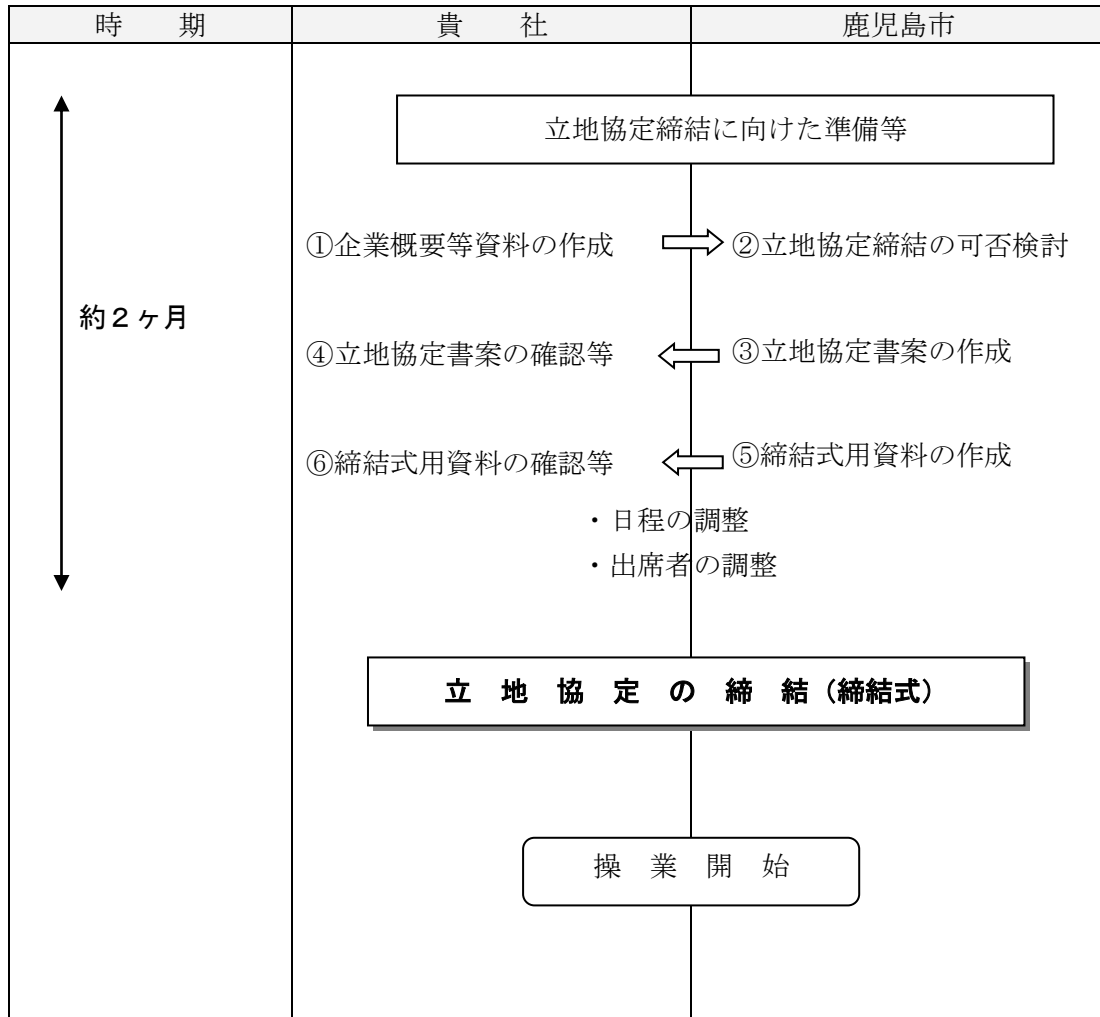 時　期　貴　社　鹿児島市
立地協定締結に向けた準備等
①企業概要等資料の作成　②立地協定締結の可否検討
約２ヶ月
④立地協定書案の確認等　③立地協定書案の作成
⑥締結式用資料の確認等　⑤締結式用資料の作成
・日程の調整
・出席者の調整
立　地　協　定　の　締　結（締結式）
操　業　開　始